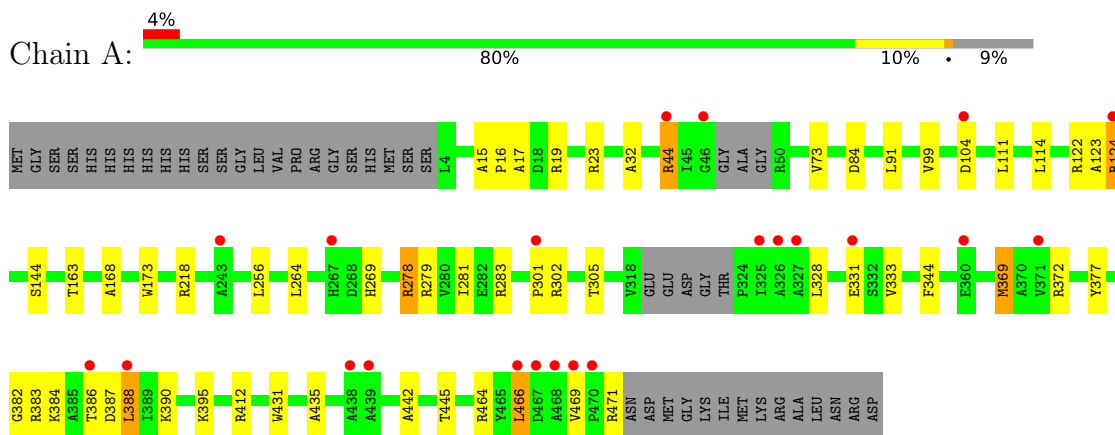 4%
Chain A:
80% 10% • 9%
MET GLY SER SER HIS HIS HIS HIS HIS HIS SER SER GLY LEU VAL PRO ARG GLY SER HIS MET SER SER L4 A15 P16 A17 D18 R19 R23 A32 R44 I45 G46 GLY ALA GLY R50 V73 D84 L91 V99 D104 L111 L114 R122 A123 R124
S144 T163 A168 W173 R218 A243 L256 L264 H267 D268 H269 R278 R279 V280 I281 E282 R283 P301 R302 T305 V318 GLU GLU ASP GLY THR P324 I325 A326 A327 L328 E331 S332 V333 F344 E360 M369 A370 V371 R372 Y377
G382 R383 K384 A385 T386 D387 L388 I389 K390 K395 R412 W431 A435 A438 A439 A442 T445 R464 Y465 L466 D467 A468 V469 P470 R471 ASN ASP MET GLY LYS ILE MET LYS ARG ALA LEU ASN ARG ASP